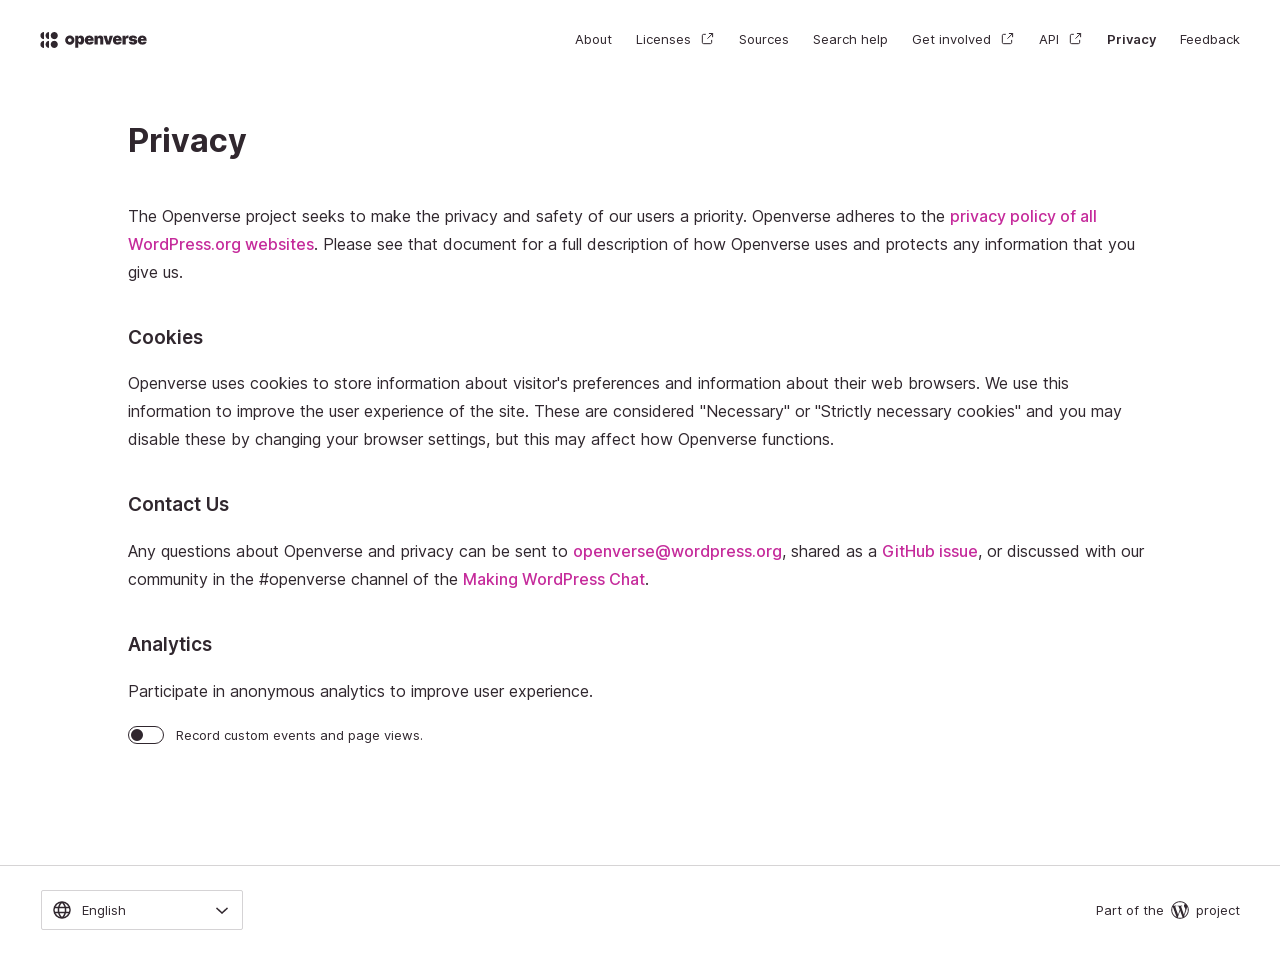 openverse
About Licenses Sources Search help Get involved API Privacy Feedback
Privacy
The Openverse project seeks to make the privacy and safety of our users a priority. Openverse adheres to the privacy policy of all
WordPress.org websites. Please see that document for a full description of how Openverse uses and protects any information that you
give us.
Cookies
Openverse uses cookies to store information about visitor's preferences and information about their web browsers. We use this
information to improve the user experience of the site. These are considered "Necessary" or "Strictly necessary cookies" and you may
disable these by changing your browser settings, but this may affect how Openverse functions.
Contact Us
Any questions about Openverse and privacy can be sent to openverse@wordpress.org, shared as a GitHub issue, or discussed with our
community in the #openverse channel of the Making WordPress Chat.
Analytics
Participate in anonymous analytics to improve user experience.
Record custom events and page views.
English
Part of the project